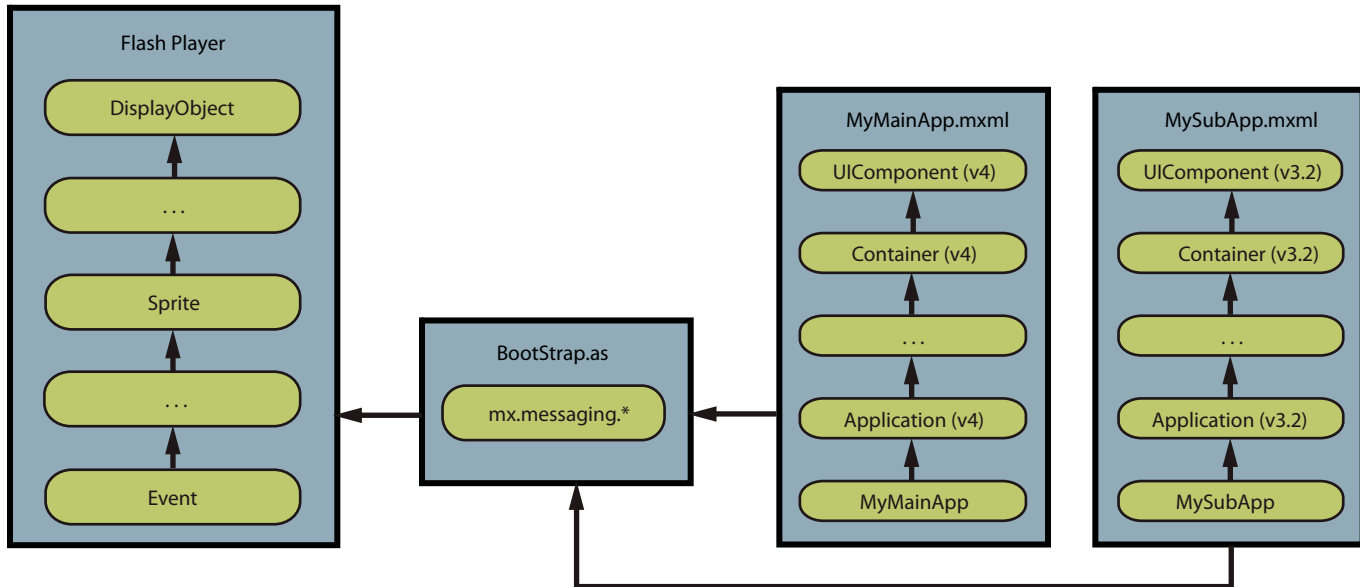 Flash Player
DisplayObject
...
Sprite
...
Event
BootStrap.as
mx.messaging.*
MyMainApp.mxml
UIComponent (v4)
Container (v4)
...
Application (v4)
MyMainApp
MySubApp.mxml
UIComponent (v3.2)
Container (v3.2)
...
Application (v3.2)
MySubApp